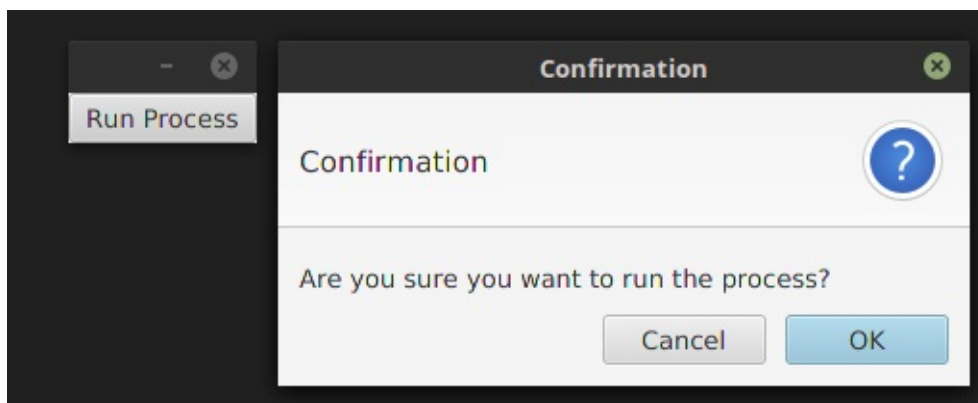 Confirmation
Run Process
Confirmation
?
Are you sure you want to run the process?
Cancel
OK